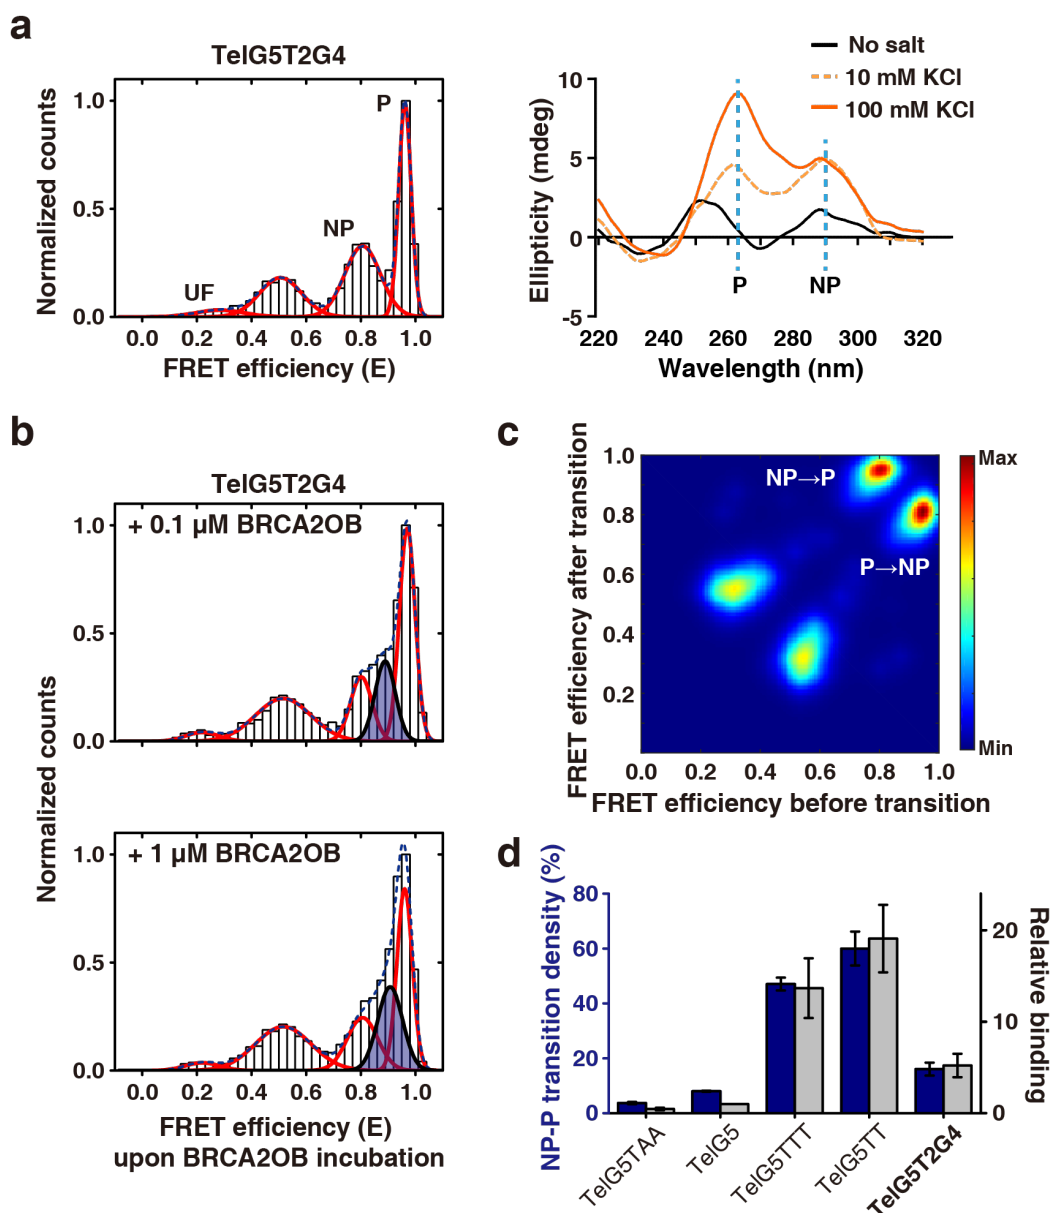 a
TelG5T2G4
Normalized counts
1.0
0.5
0.0
P
NP
UF
0.0 0.2 0.4 0.6 0.8 1.0
FRET efficiency (E)
No salt
10 mM KCl
100 mM KCl
Ellipticity (mdeg)
10
5
0
-5
P
NP
220 240 260 280 300 320
Wavelength (nm)
b
TelG5T2G4
+ 0.1 µM BRCA2OB
1.0
0.5
0.0
Normalized counts
+ 1 µM BRCA2OB
1.0
0.5
0.0
0.0 0.2 0.4 0.6 0.8 1.0
FRET efficiency (E)
upon BRCA2OB incubation
c
FRET efficiency after transition
1.0
0.8
0.6
0.4
0.2
NP→P
P→NP
Max
Min
0.0 0.2 0.4 0.6 0.8 1.0
FRET efficiency before transition
d
NP-P transition density (%)
80
60
40
20
0
20
10
0
Relative binding
TelG5TAA
TelG5
TelG5TTT
TelG5TT
TelG5T2G4